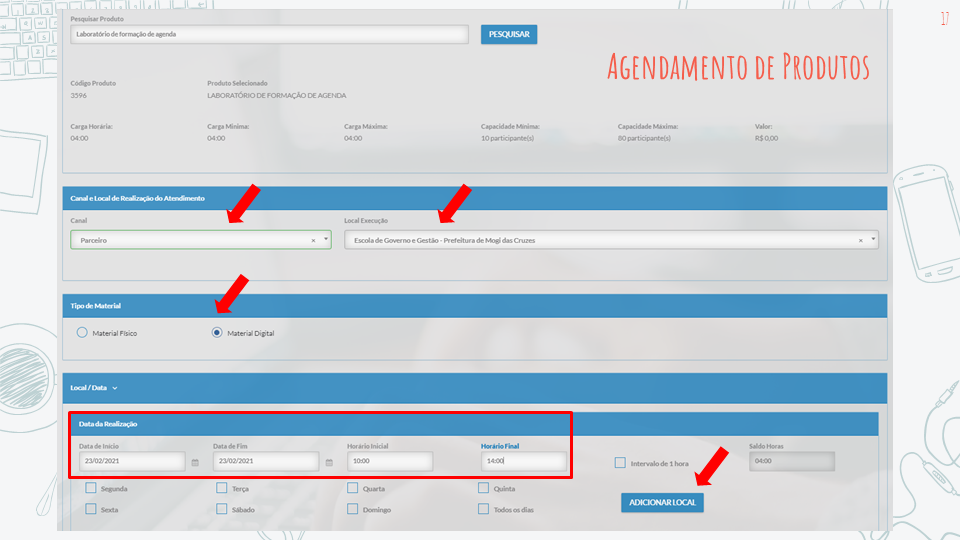 17
Pesquisar Produto
Laboratório de formação de agenda
PESQUISAR
AGENDAMENTO DE PRODUTOS
Código Produto Produto Selecionado
3596 LABORATÓRIO DE FORMAÇÃO DE AGENDA
Carga Horária: Carga Mínima: Carga Máxima: Capacidade Mínima: Capacidade Máxima: Valor:
04:00 04:00 04:00 10 participante(s) 80 participante(s) R$ 0,00
Canal e Local de Realização do Atendimento
Canal Local Execução
Parceiro × Escola de Governo e Gestão - Prefeitura de Mogi das Cruzes ×
Tipo de Material
Material Físico Material Digital
Local / Data
Data da Realização
Data de Início Data de Fim Horário Inicial Horário Final Saldo Horas
23/02/2021 23/02/2021 10:00 14:00 Intervalo de 1 hora 04:00
Segunda Terça Quarta Quinta
ADICIONAR LOCAL
Sexta Sábado Domingo Todos os dias